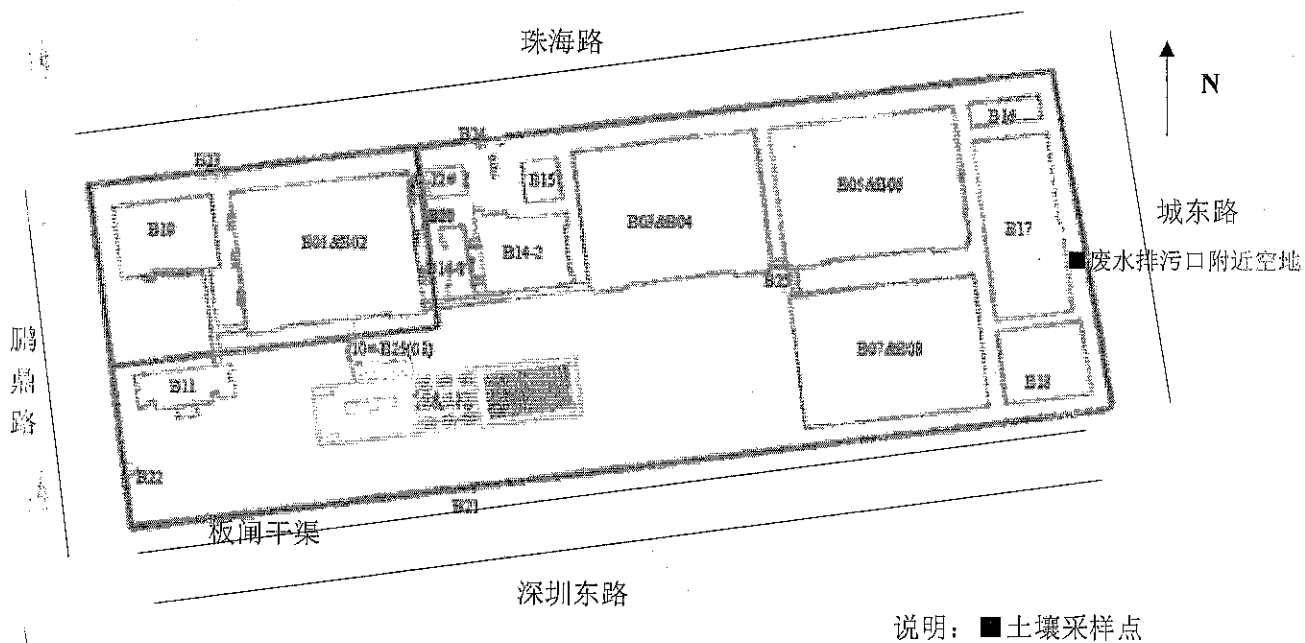 珠海路
N
B16
B15
B10
B01&B02
B03&B04
B05&B06
B17
B14-2
城东路
■废水排污口附近空地
鹏鼎路
B07&B08
B11
B18
B22
板闸干渠
深圳东路
说明：■土壤采样点